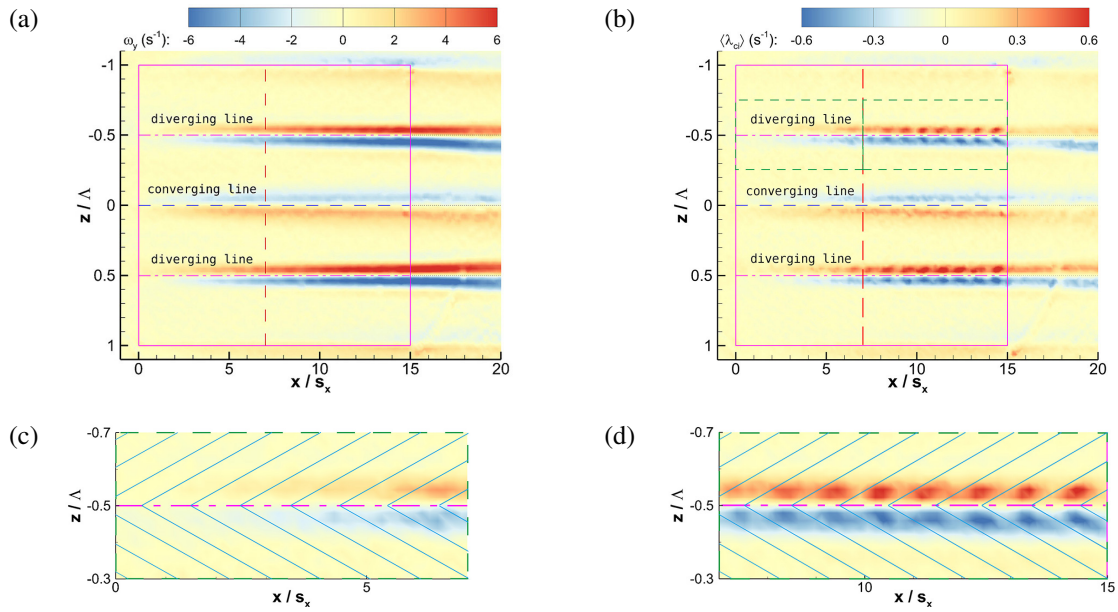 (a)
ω_y (s⁻¹): -6 -4 -2 0 2 4 6
-1
diverging line
-0.5
converging line
0
diverging line
0.5
1
z / Λ
0 5 10 15 20
x / s_x
(b)
⟨λ_ci⟩ (s⁻¹): -0.6 -0.3 0 0.3 0.6
-1
diverging line
-0.5
converging line
0
diverging line
0.5
1
z / Λ
0 5 10 15 20
x / s_x
(c)
-0.7
-0.5
-0.3
z / Λ
0 5
x / s_x
(d)
-0.7
-0.5
-0.3
z / Λ
10 15
x / s_x